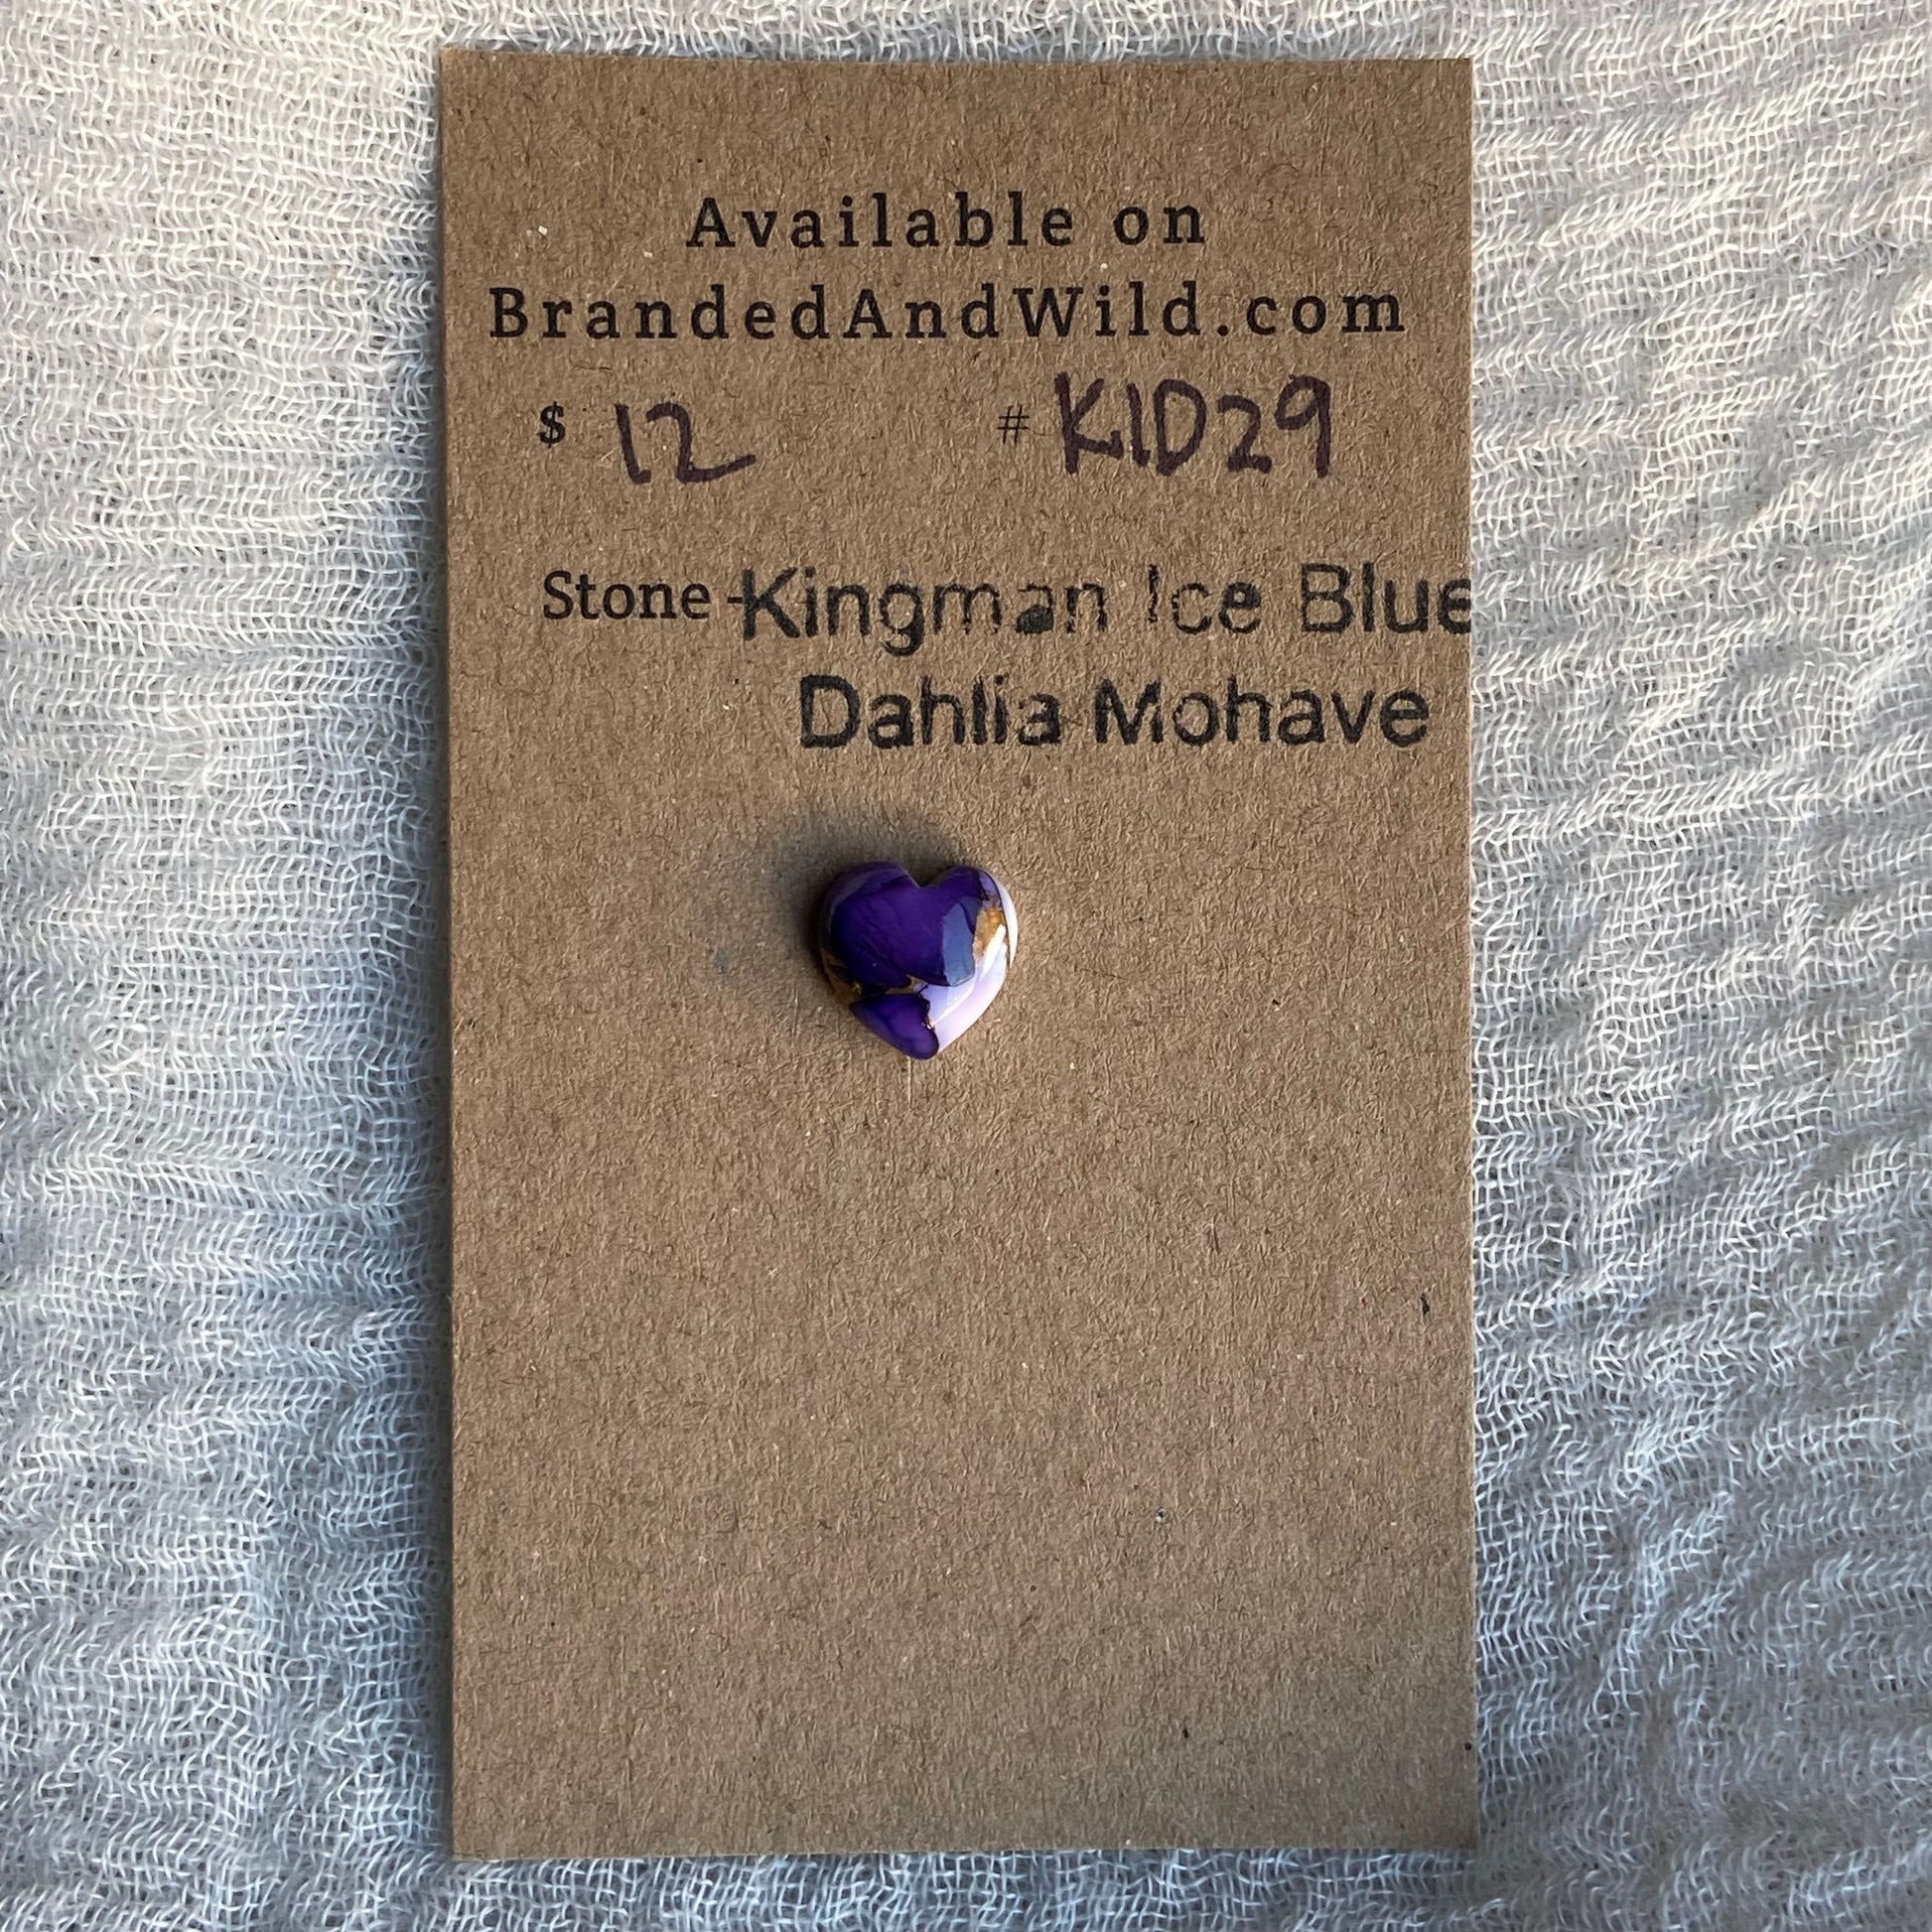 Available on
BrandedAndWild.com
$ 12 # KID29
Stone - Kingman Ice Blue
Dahlia Mohave